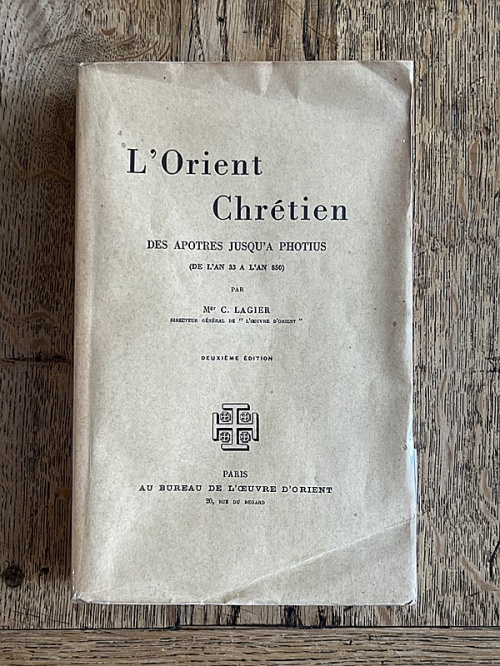 L'Orient
Chrétien
DES APOTRES JUSQU'A PHOTIUS
(DE L'AN 33 A L'AN 850)
PAR
Mgr C. LAGIER
DIRECTEUR GÉNÉRAL DE " L'ŒUVRE D'ORIENT "
DEUXIÈME ÉDITION
PARIS
AU BUREAU DE L'ŒUVRE D'ORIENT
20, RUE DU REGARD